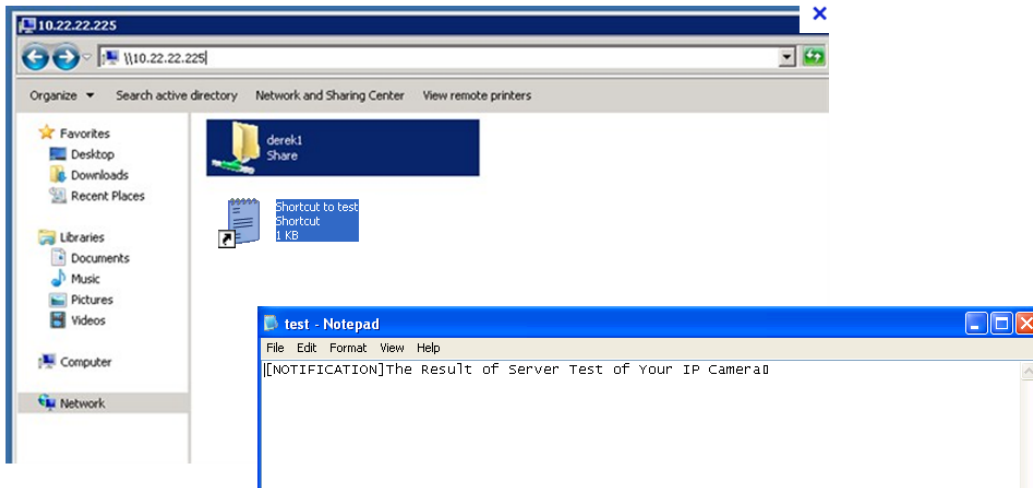 10.22.22.225
\\10.22.22.225
Organize Search active directory Network and Sharing Center View remote printers
Favorites
Desktop
Downloads
Recent Places
Libraries
Documents
Music
Pictures
Videos
Computer
Network
derek1
Share
Shortcut to test
Shortcut
1 KB
test - Notepad
File Edit Format View Help
[NOTIFICATION]The Result of Server Test of Your IP Camera▯